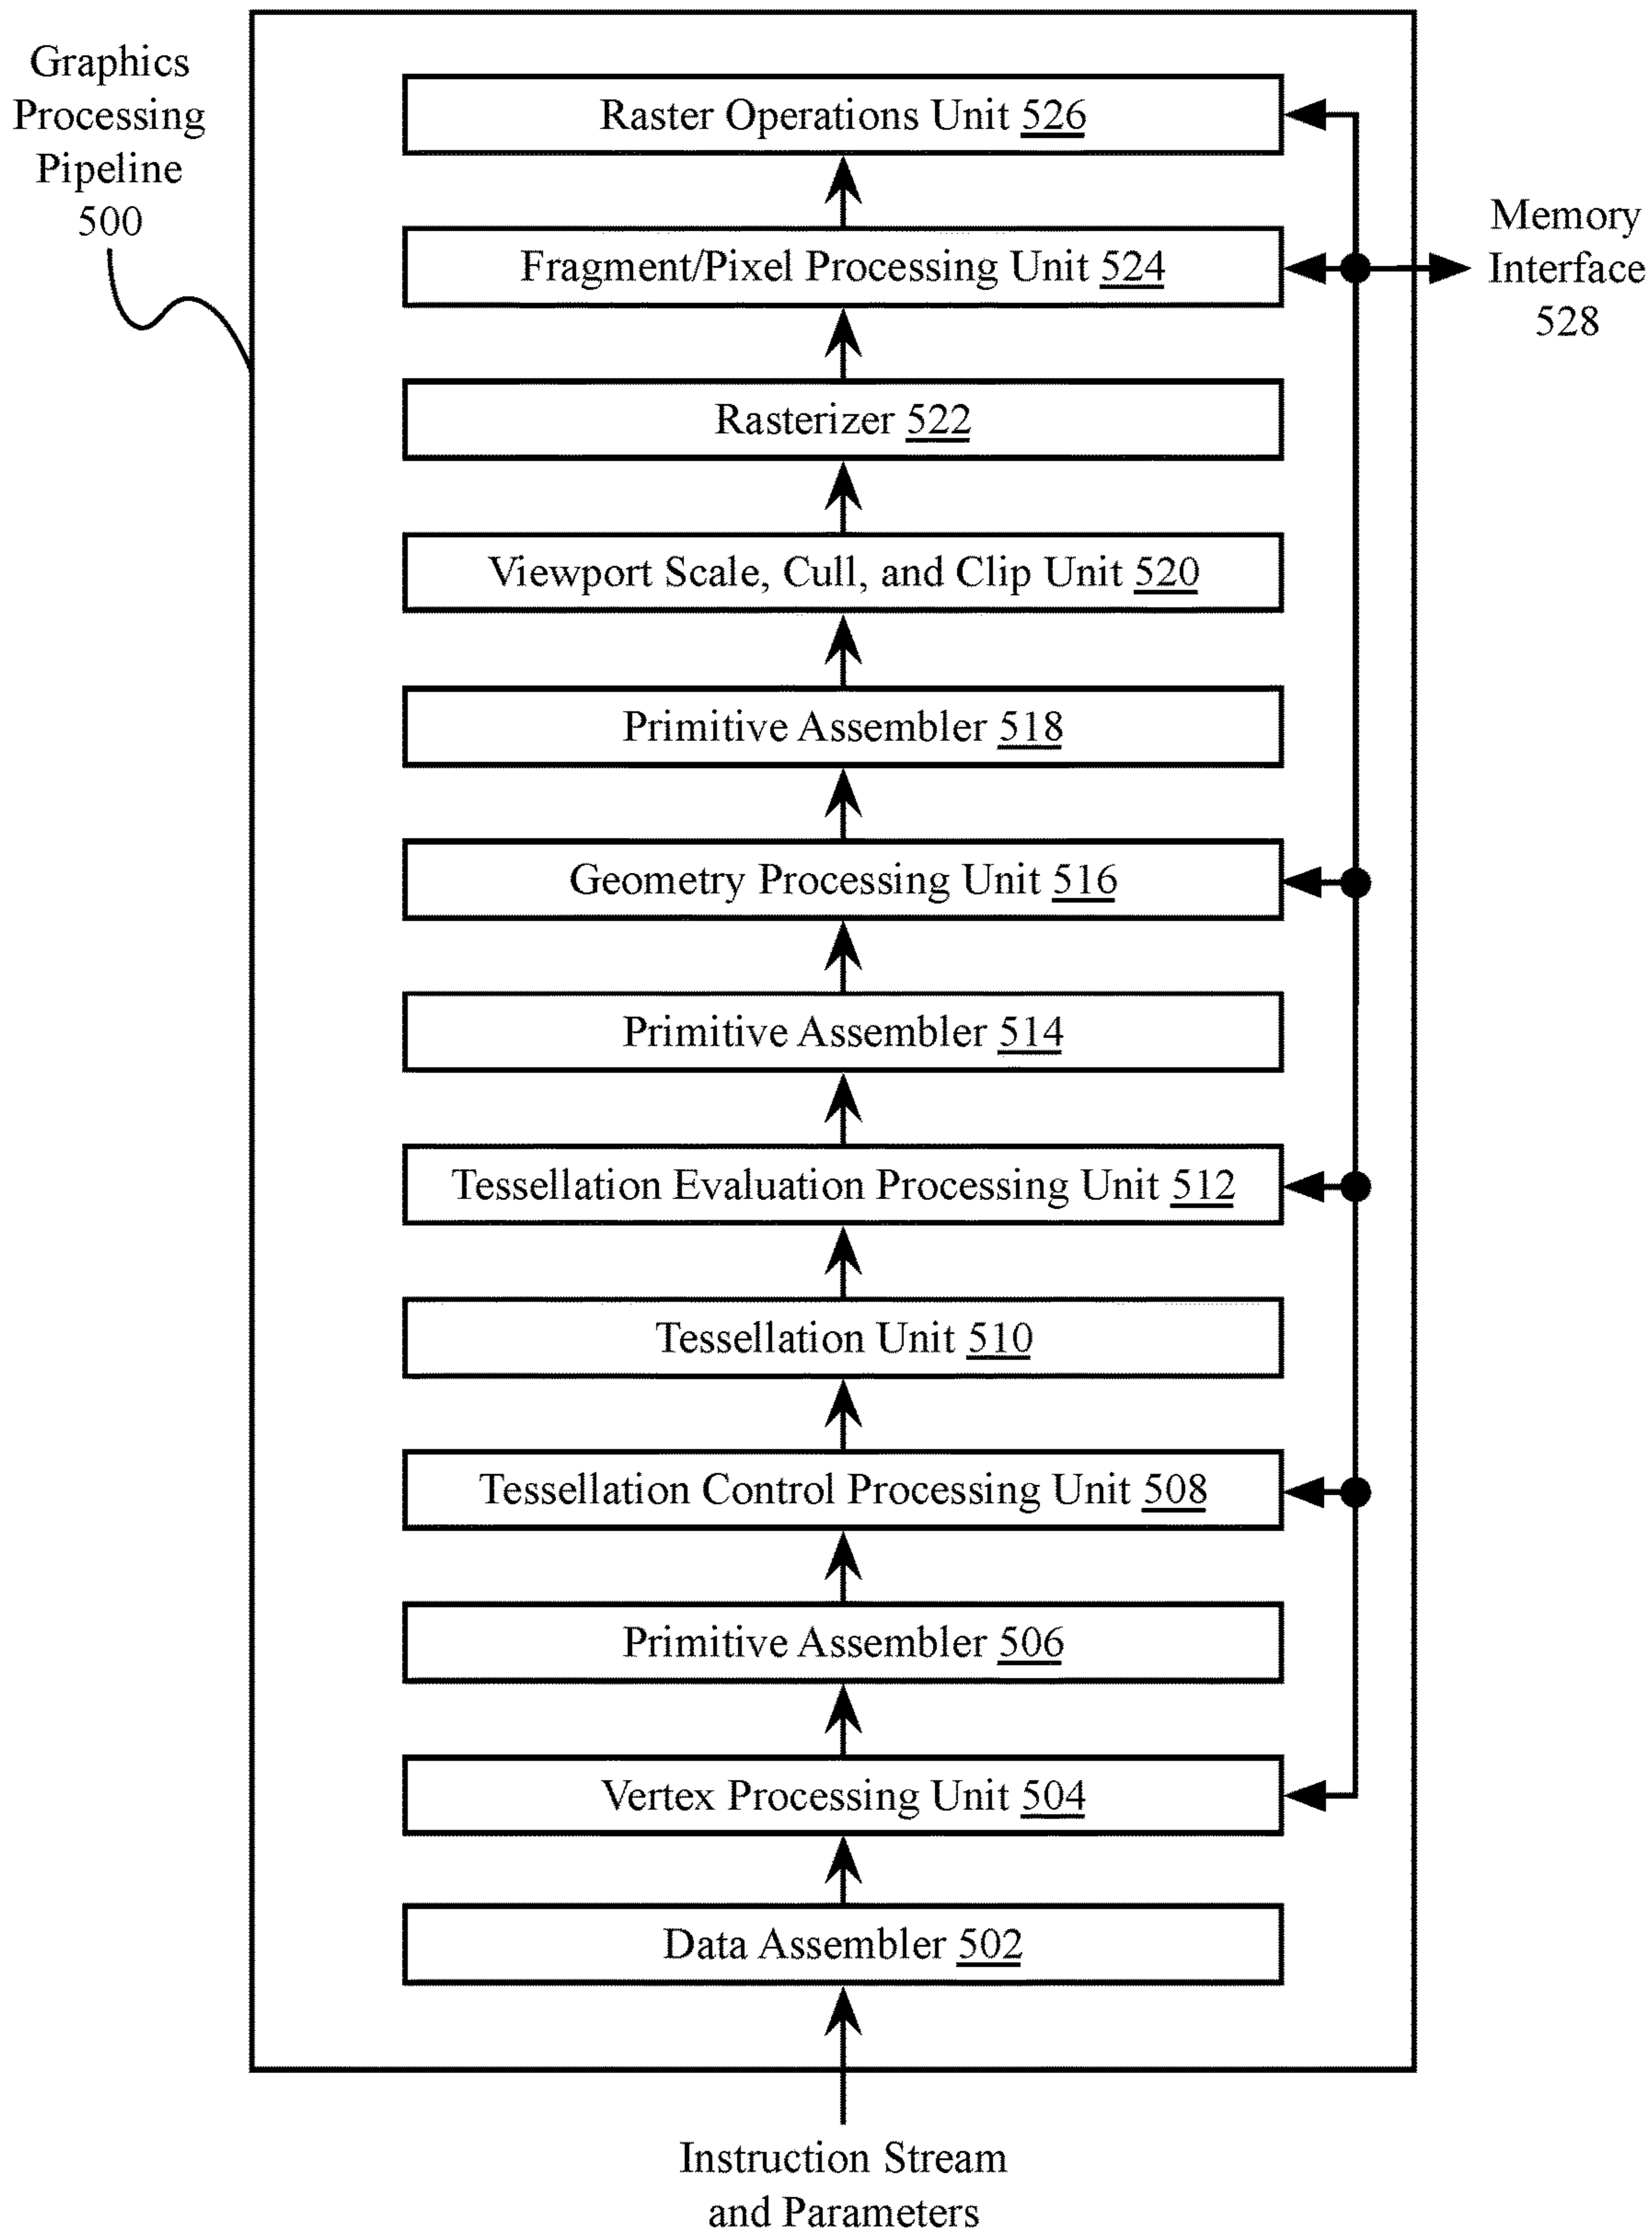 Graphics
Processing
Pipeline
500
Raster Operations Unit 526
Fragment/Pixel Processing Unit 524
Memory
Interface
528
Rasterizer 522
Viewport Scale, Cull, and Clip Unit 520
Primitive Assembler 518
Geometry Processing Unit 516
Primitive Assembler 514
Tessellation Evaluation Processing Unit 512
Tessellation Unit 510
Tessellation Control Processing Unit 508
Primitive Assembler 506
Vertex Processing Unit 504
Data Assembler 502
Instruction Stream
and Parameters